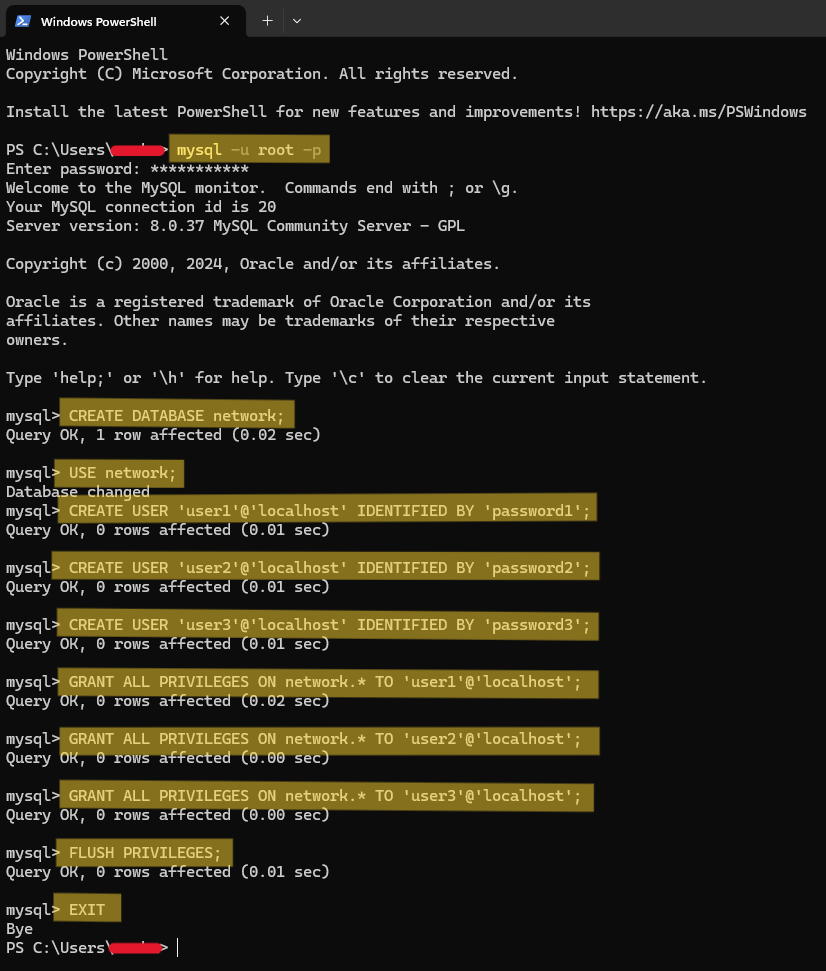 Windows PowerShell
Windows PowerShell
Copyright (C) Microsoft Corporation. All rights reserved.
Install the latest PowerShell for new features and improvements! https://aka.ms/PSWindows
PS C:\Users\ > mysql -u root -p
Enter password: ***********
Welcome to the MySQL monitor.  Commands end with ; or \g.
Your MySQL connection id is 20
Server version: 8.0.37 MySQL Community Server - GPL
Copyright (c) 2000, 2024, Oracle and/or its affiliates.
Oracle is a registered trademark of Oracle Corporation and/or its
affiliates. Other names may be trademarks of their respective
owners.
Type 'help;' or '\h' for help. Type '\c' to clear the current input statement.
mysql> CREATE DATABASE network;
Query OK, 1 row affected (0.02 sec)
mysql> USE network;
Database changed
mysql> CREATE USER 'user1'@'localhost' IDENTIFIED BY 'password1';
Query OK, 0 rows affected (0.01 sec)
mysql> CREATE USER 'user2'@'localhost' IDENTIFIED BY 'password2';
Query OK, 0 rows affected (0.01 sec)
mysql> CREATE USER 'user3'@'localhost' IDENTIFIED BY 'password3';
Query OK, 0 rows affected (0.01 sec)
mysql> GRANT ALL PRIVILEGES ON network.* TO 'user1'@'localhost';
Query OK, 0 rows affected (0.02 sec)
mysql> GRANT ALL PRIVILEGES ON network.* TO 'user2'@'localhost';
Query OK, 0 rows affected (0.00 sec)
mysql> GRANT ALL PRIVILEGES ON network.* TO 'user3'@'localhost';
Query OK, 0 rows affected (0.00 sec)
mysql> FLUSH PRIVILEGES;
Query OK, 0 rows affected (0.01 sec)
mysql> EXIT
Bye
PS C:\Users\ >